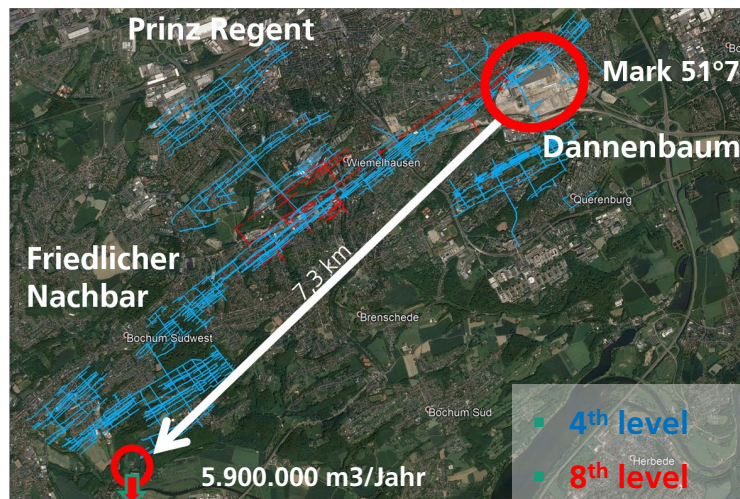 Prinz Regent
Bo
Mark 51°7
Wiemelhausen
Dannenbaum
Querenburg
Friedlicher
Nachbar
7,3 km
Brenschede
Bochum Südwest
Bochum Süd
4th level
Herbede
5.900.000 m3/Jahr
8th level